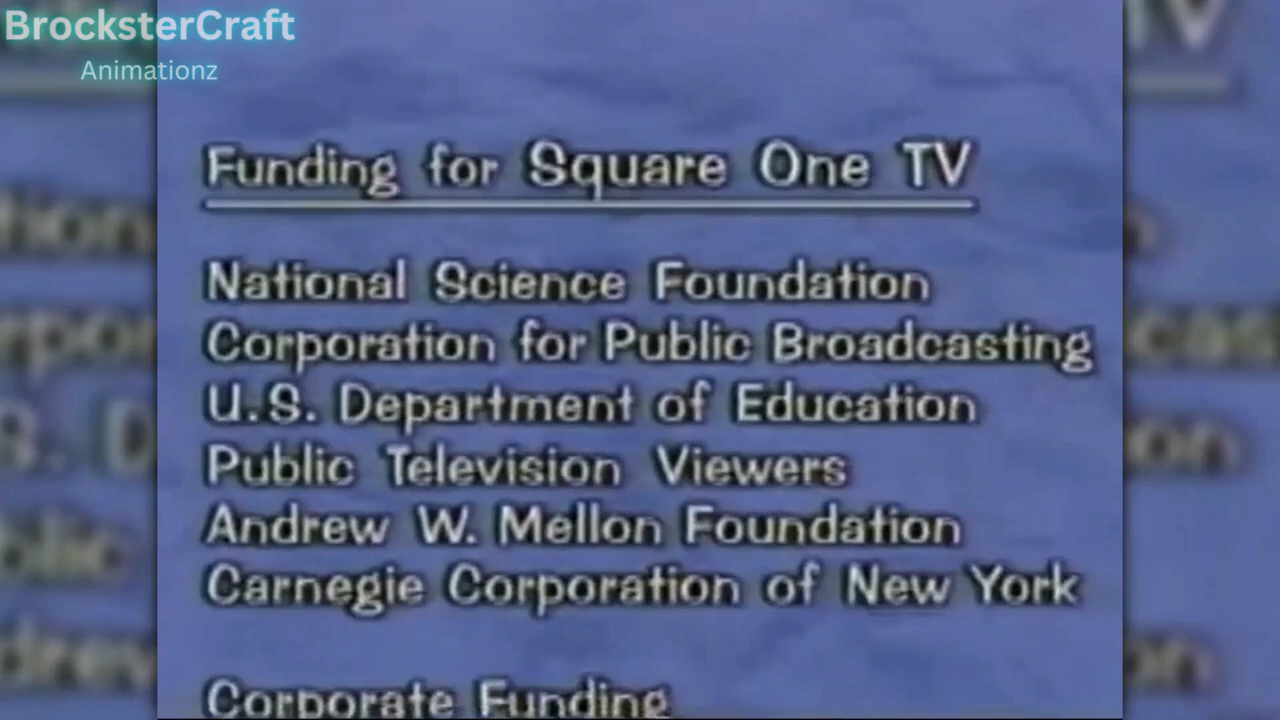 BrocksterCraft
Animationz
Funding for Square One TV
National Science Foundation
Corporation for Public Broadcasting
U.S. Department of Education
Public Television Viewers
Andrew W. Mellon Foundation
Carnegie Corporation of New York
Corporate Funding